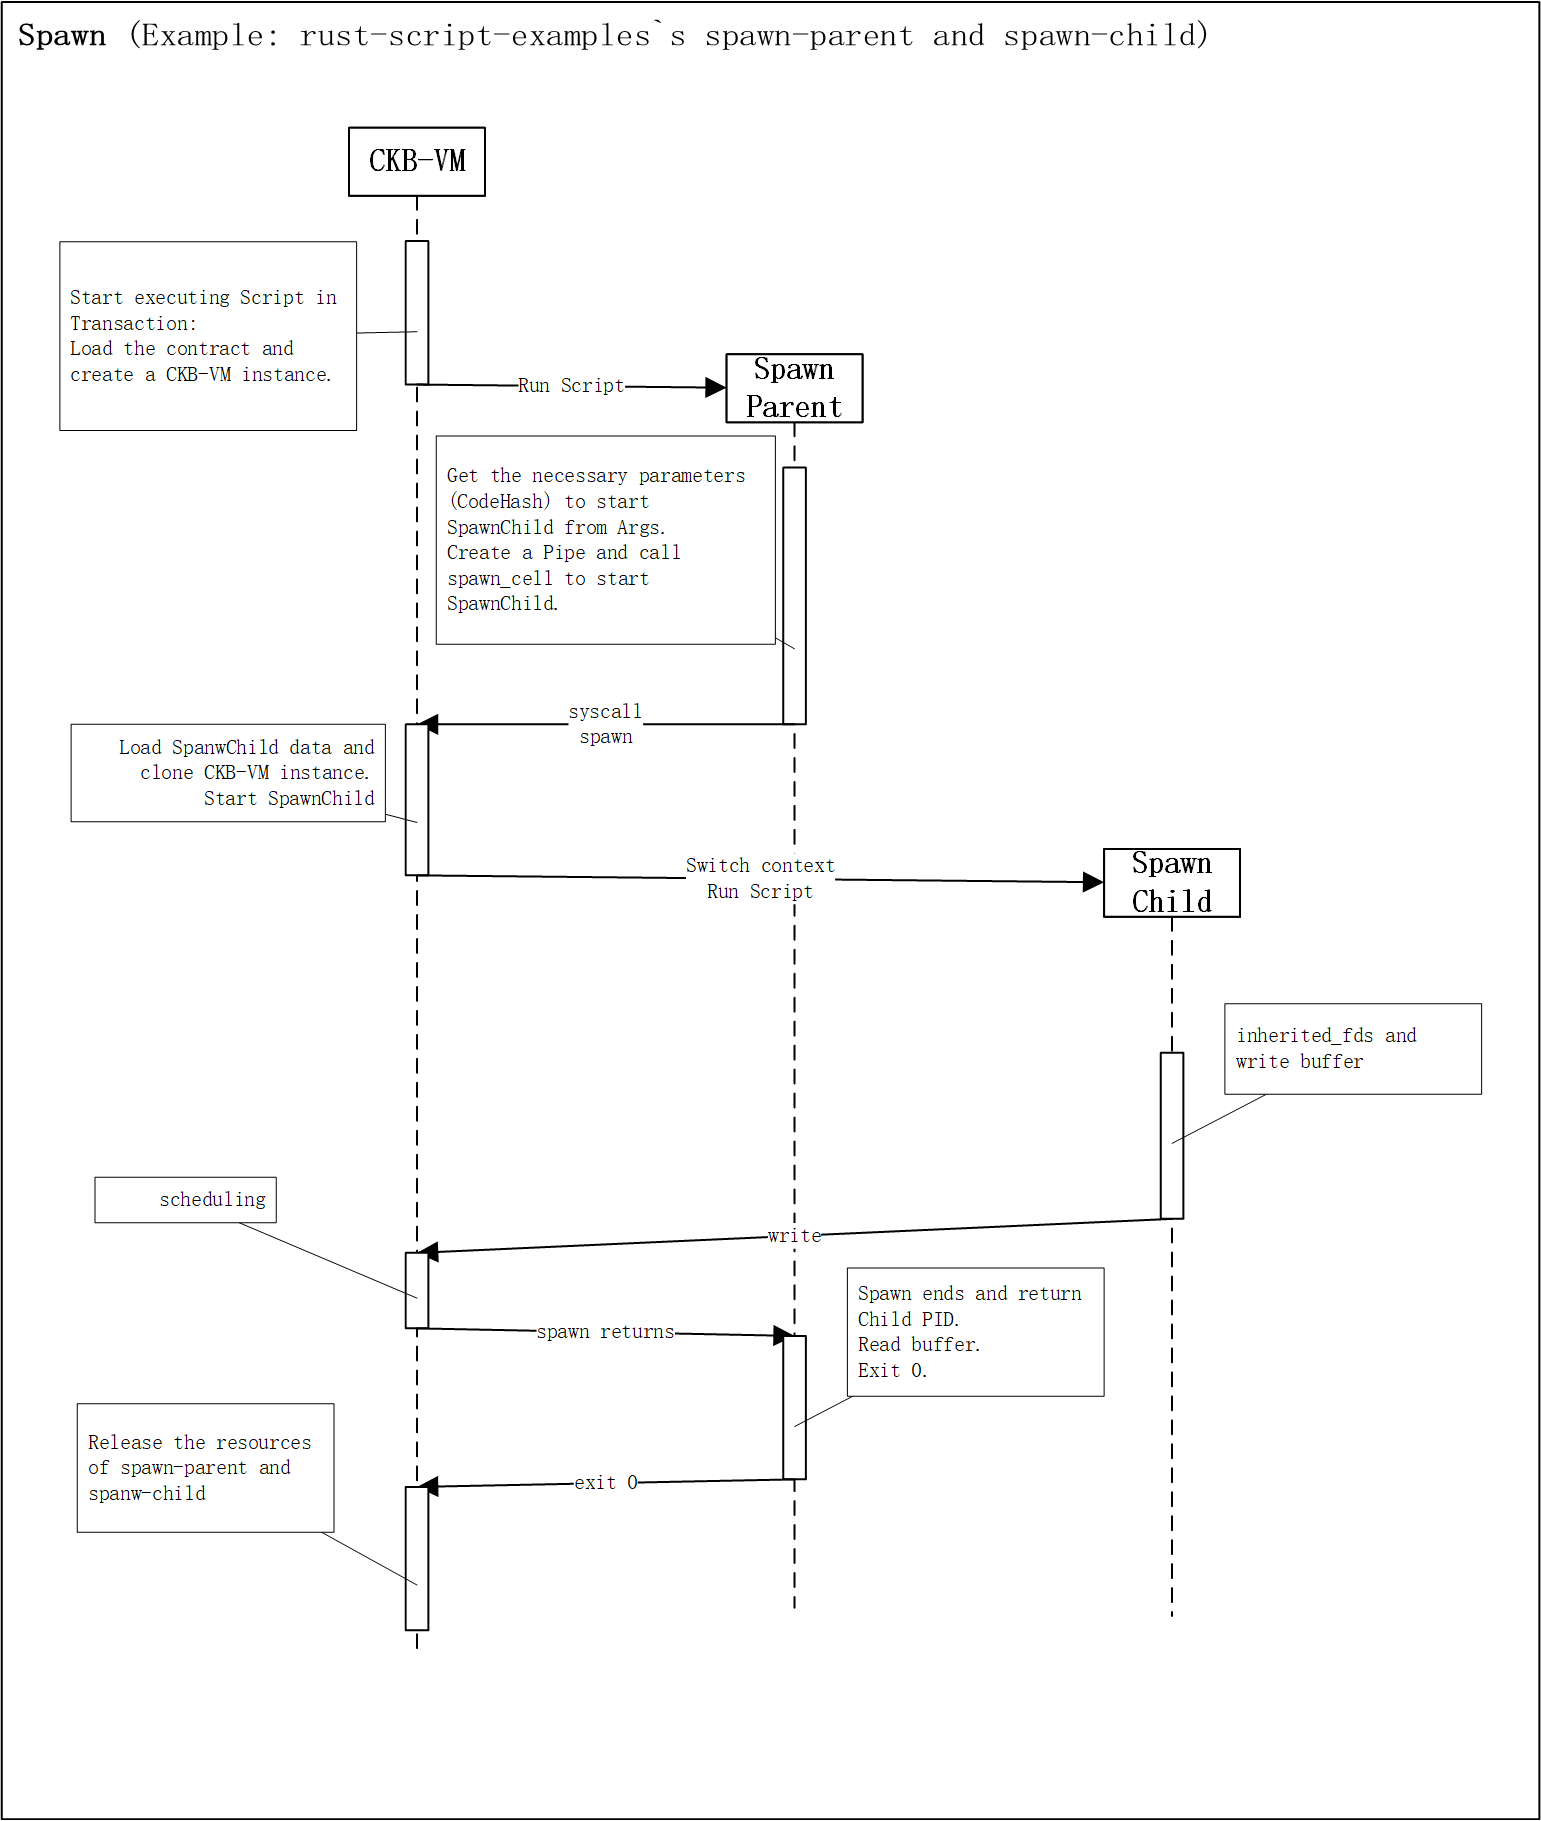 Spawn (Example: rust-script-examples`s spawn-parent and spawn-child)
CKB-VM
Start executing Script in
Transaction:
Load the contract and
create a CKB-VM instance.
Run Script
Spawn
Parent
Get the necessary parameters
(CodeHash) to start
SpawnChild from Args.
Create a Pipe and call
spawn_cell to start
SpawnChild.
syscall
spawn
Load SpanwChild data and
clone CKB-VM instance.
Start SpawnChild
Switch context
Run Script
Spawn
Child
inherited_fds and
write buffer
scheduling
write
Spawn ends and return
Child PID.
Read buffer.
Exit 0.
spawn returns
Release the resources
of spawn-parent and
spanw-child
exit 0